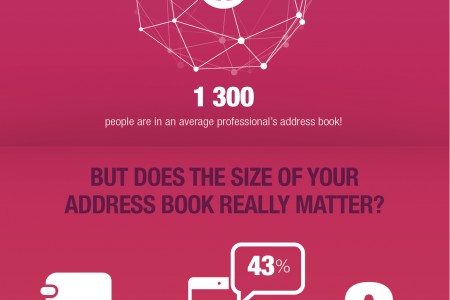 1 300
people are in an average professional's address book!
BUT DOES THE SIZE OF YOUR
ADDRESS BOOK REALLY MATTER?
43%